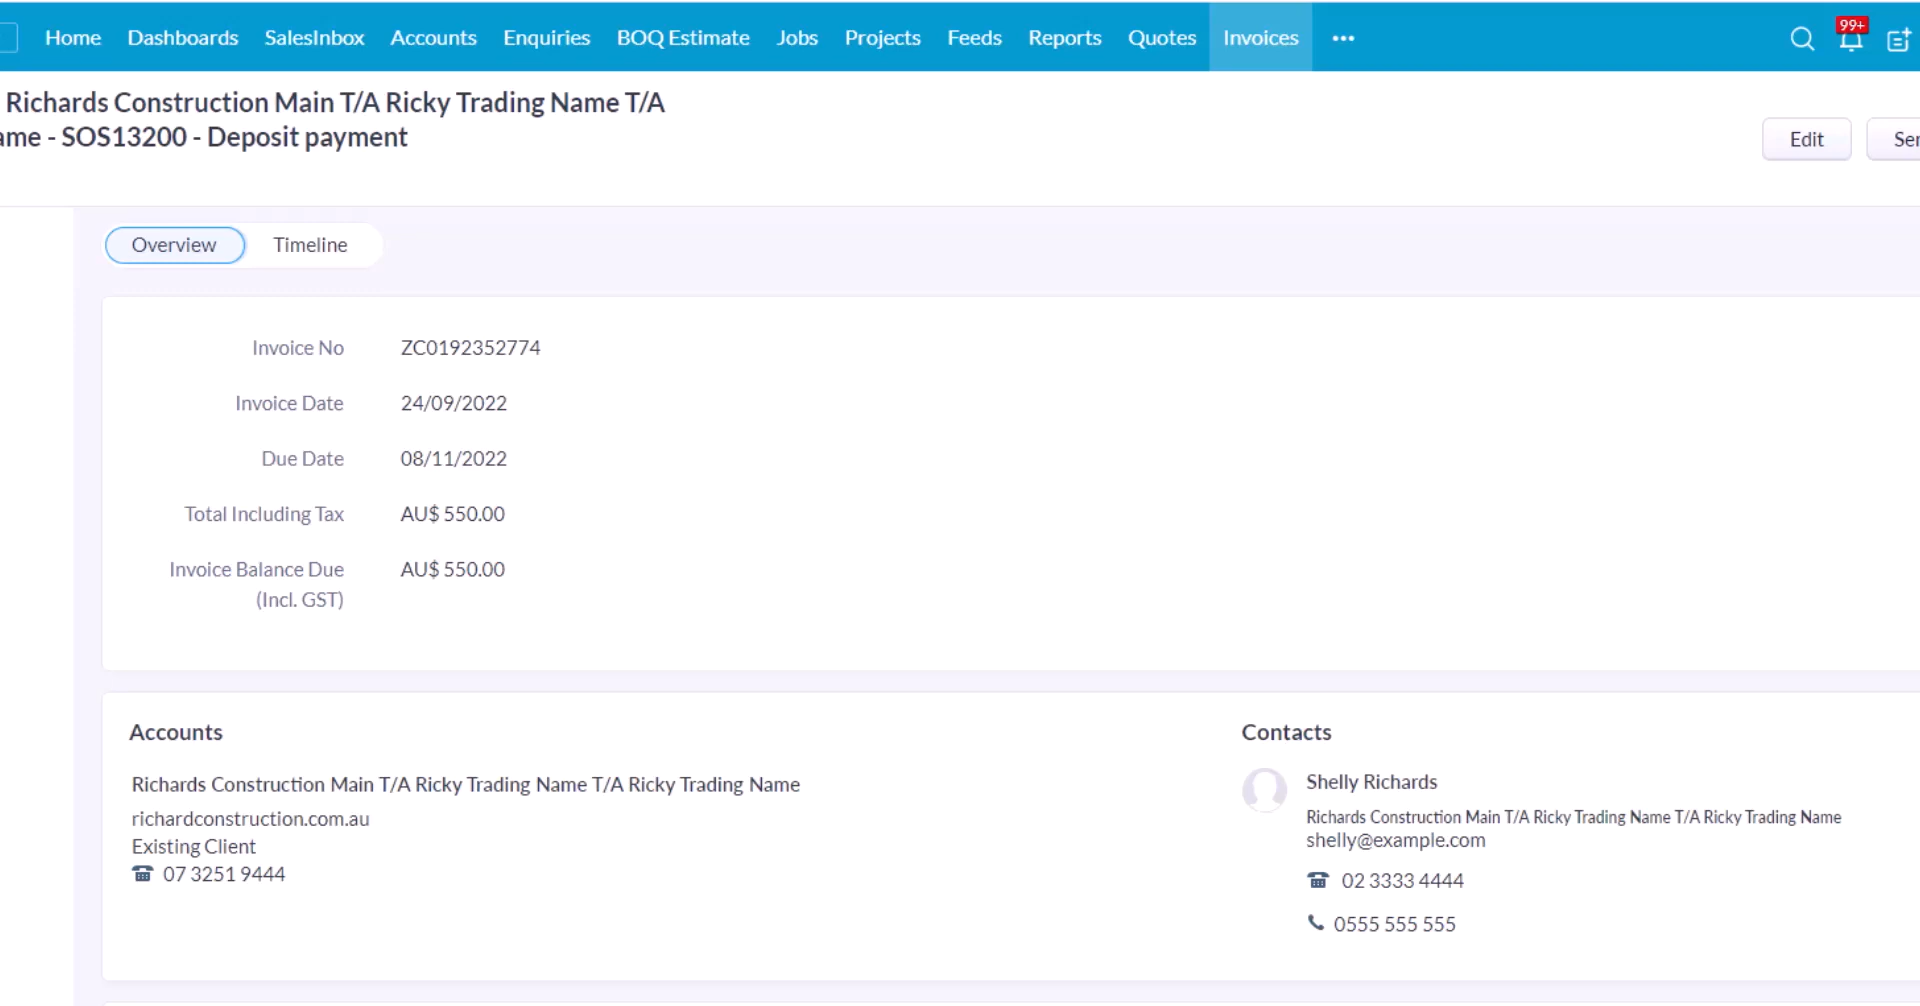 Home Dashboards SalesInbox Accounts Enquiries BOQ Estimate Jobs Projects Feeds Reports Quotes Invoices ••• 99+
Richards Construction Main T/A Ricky Trading Name T/A
ame - SOS13200 - Deposit payment
Edit Ser
Overview Timeline
Invoice No ZC0192352774
Invoice Date 24/09/2022
Due Date 08/11/2022
Total Including Tax AU$ 550.00
Invoice Balance Due AU$ 550.00
(Incl. GST)
Accounts
Richards Construction Main T/A Ricky Trading Name T/A Ricky Trading Name
richardconstruction.com.au
Existing Client
07 3251 9444
Contacts
Shelly Richards
Richards Construction Main T/A Ricky Trading Name T/A Ricky Trading Name
shelly@example.com
02 3333 4444
0555 555 555